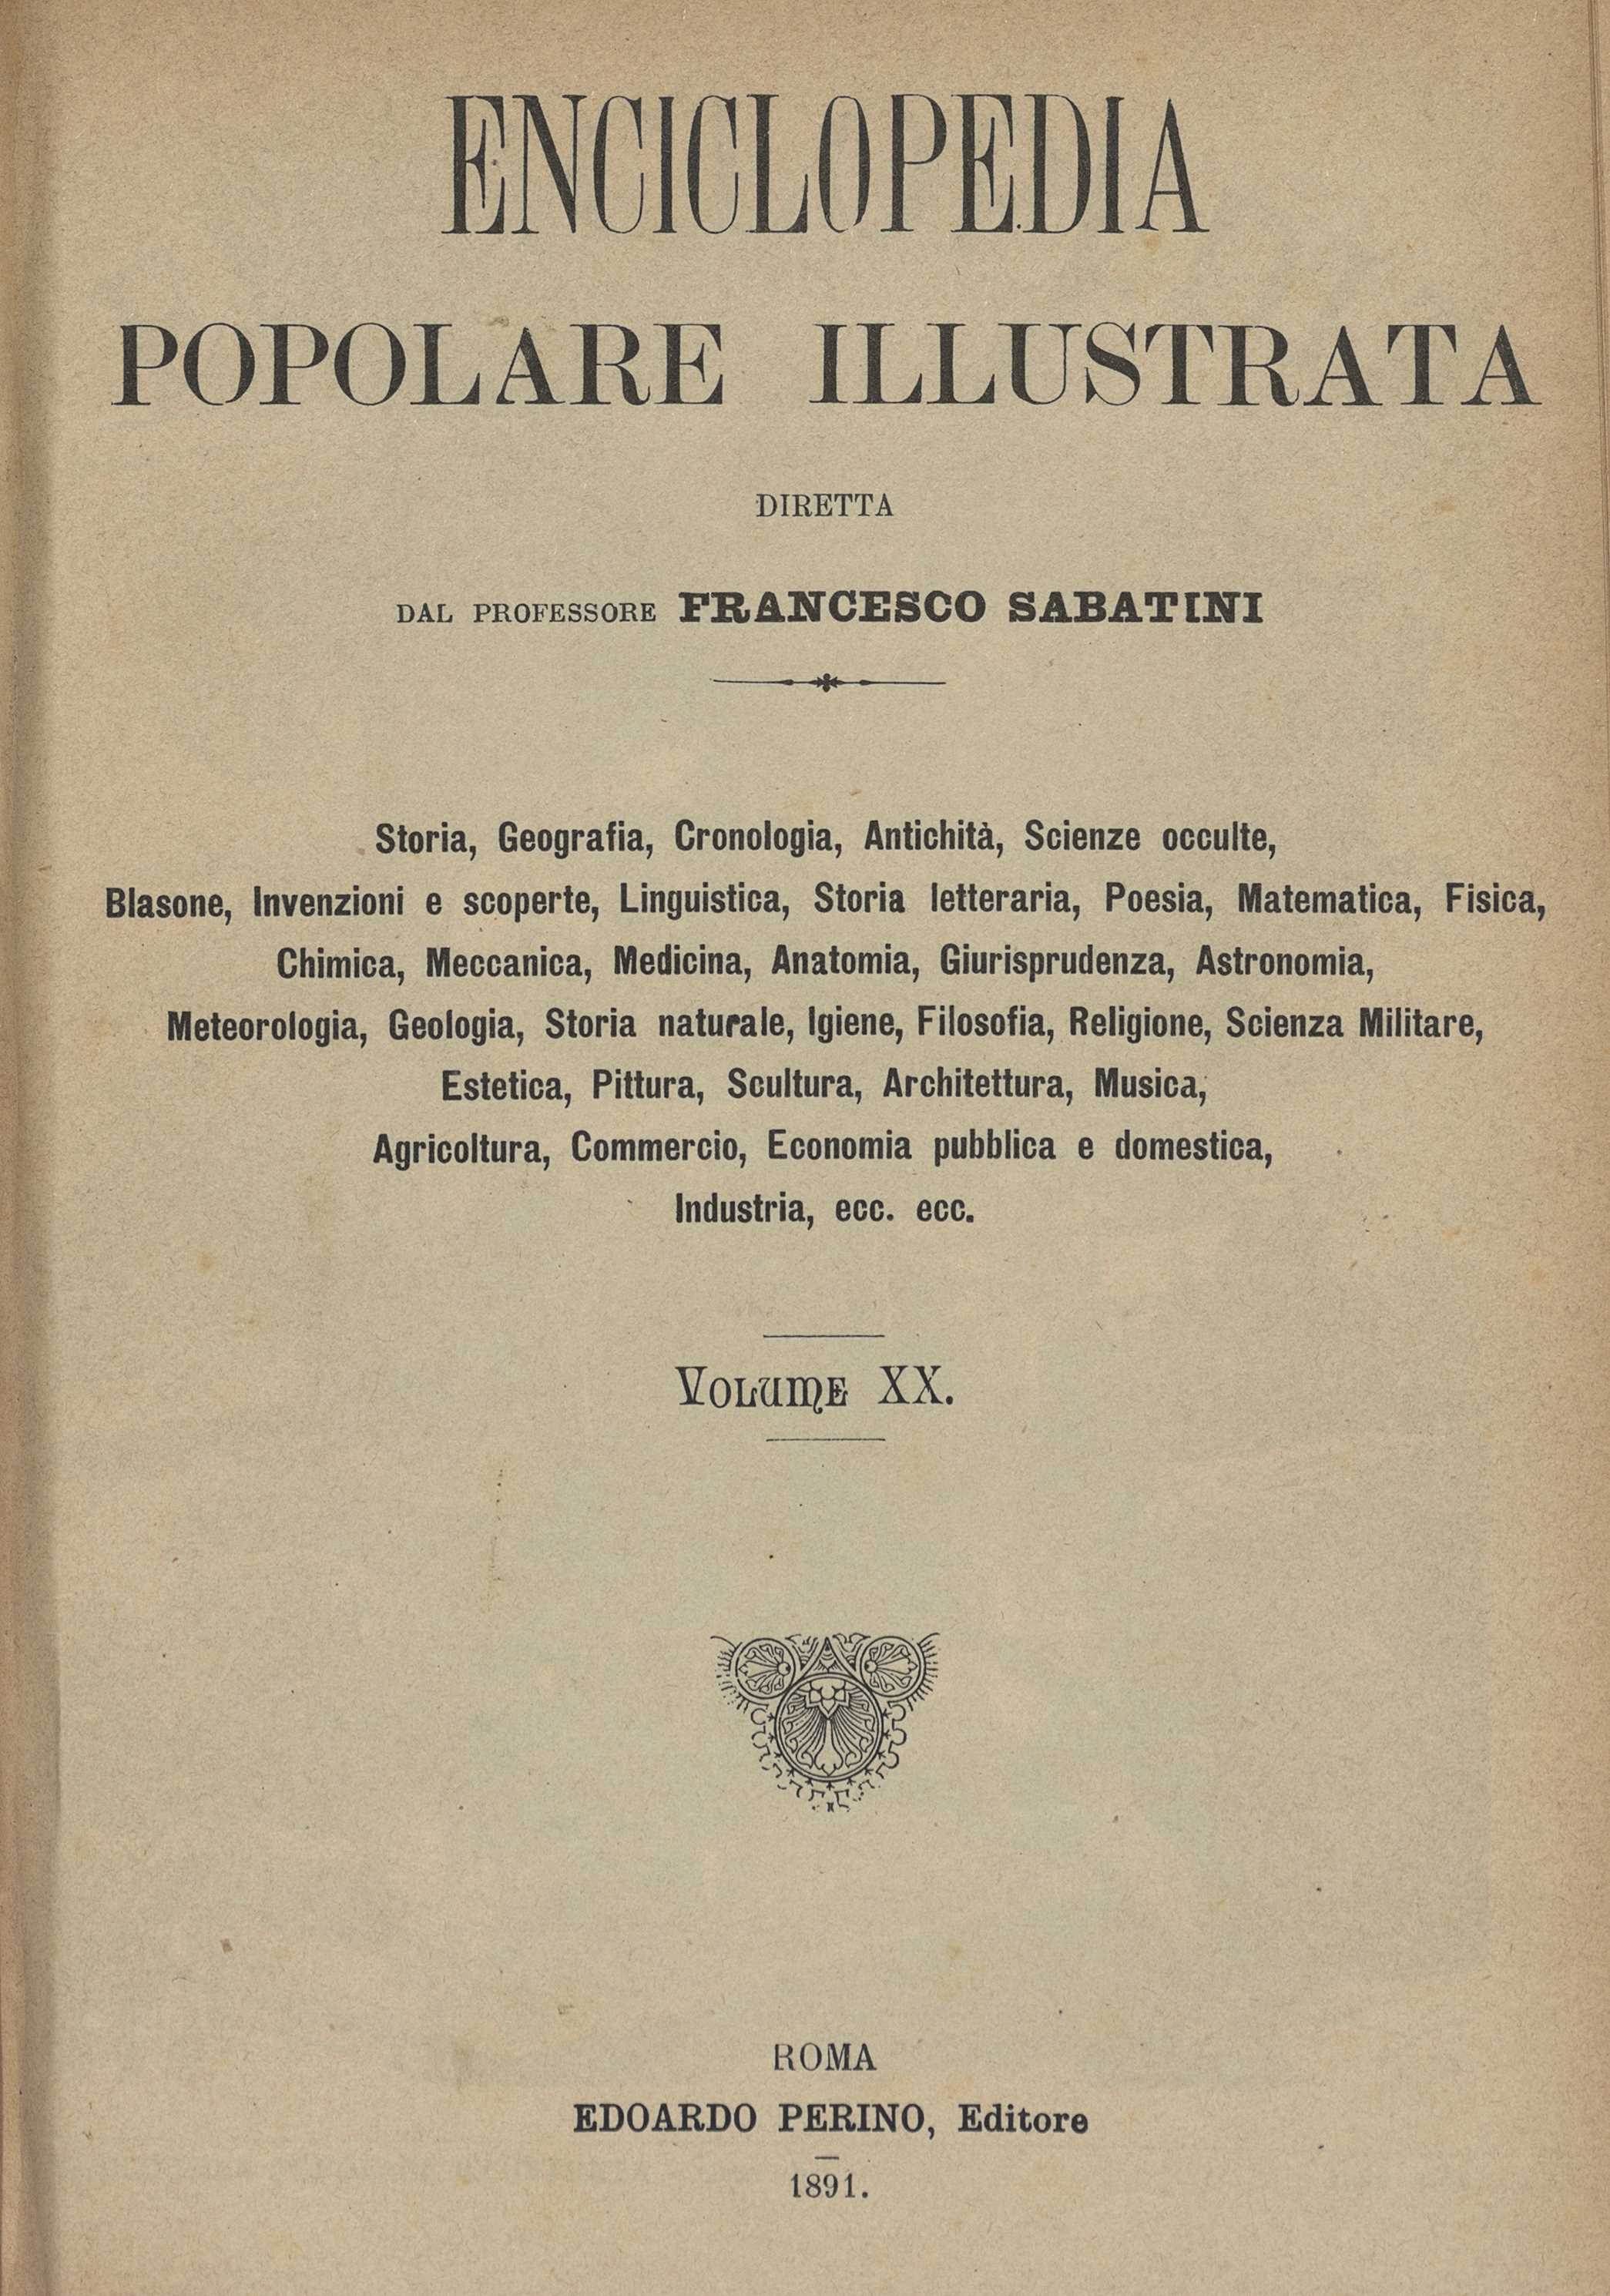 ENCICLOPEDIA
POPOLARE ILLUSTRATA
DIRETTA
DAL PROFESSORE FRANCESCO SABATINI
Storia, Geografia, Cronologia, Antichità, Scienze occulte,
Blasone, Invenzioni e scoperte, Linguistica, Storia letteraria, Poesia, Matematica, Fisica,
Chimica, Meccanica, Medicina, Anatomia, Giurisprudenza, Astronomia,
Meteorologia, Geologia, Storia naturale, Igiene, Filosofia, Religione, Scienza Militare,
Estetica, Pittura, Scultura, Architettura, Musica,
Agricoltura, Commercio, Economia pubblica e domestica,
Industria, ecc. ecc.
VOLUME XX.
ROMA
EDOARDO PERINO, Editore
1891.